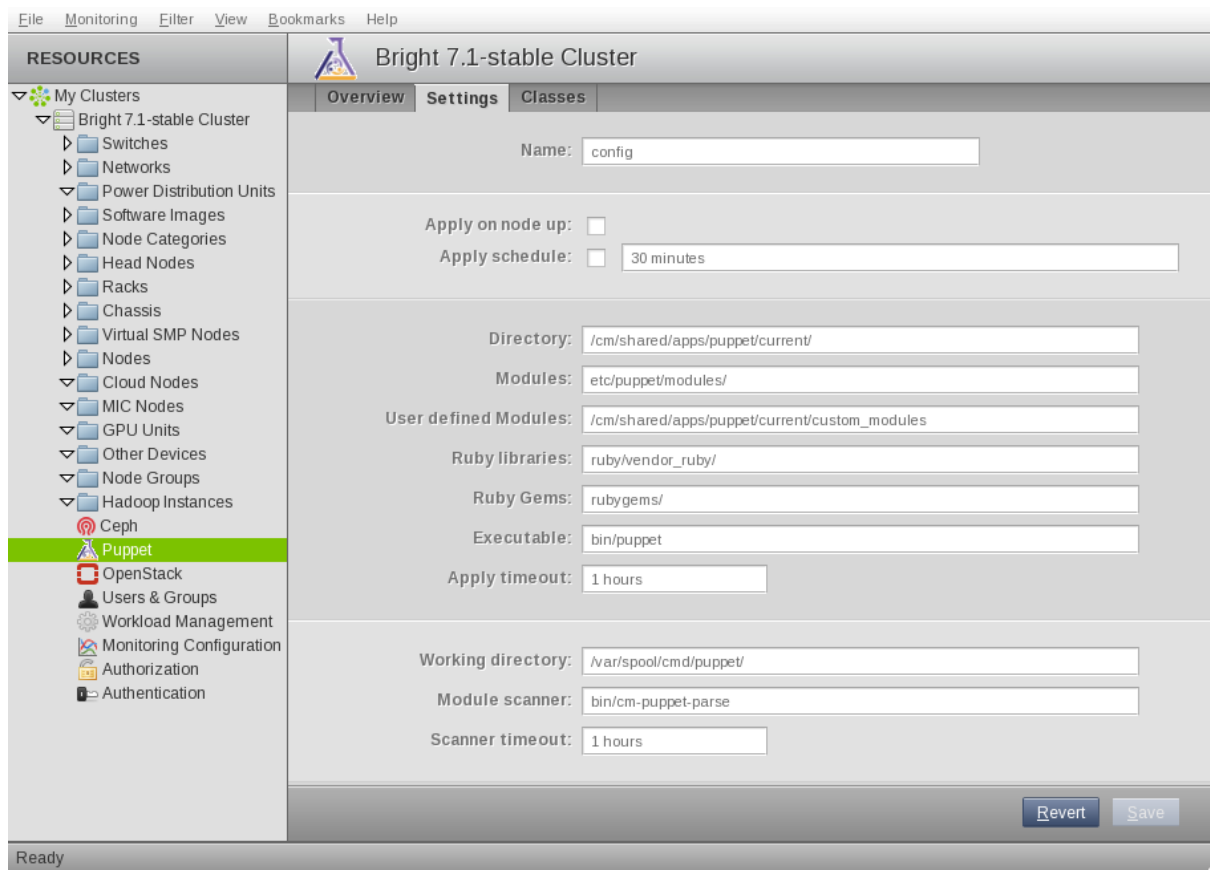 File Monitoring Filter View Bookmarks Help
RESOURCES
My Clusters
Bright 7.1-stable Cluster
Switches
Networks
Power Distribution Units
Software Images
Node Categories
Head Nodes
Racks
Chassis
Virtual SMP Nodes
Nodes
Cloud Nodes
MIC Nodes
GPU Units
Other Devices
Node Groups
Hadoop Instances
Ceph
Puppet
OpenStack
Users & Groups
Workload Management
Monitoring Configuration
Authorization
Authentication
Bright 7.1-stable Cluster
Overview Settings Classes
Name: config
Apply on node up:
Apply schedule: 30 minutes
Directory: /cm/shared/apps/puppet/current/
Modules: etc/puppet/modules/
User defined Modules: /cm/shared/apps/puppet/current/custom_modules
Ruby libraries: ruby/vendor_ruby/
Ruby Gems: rubygems/
Executable: bin/puppet
Apply timeout: 1 hours
Working directory: /var/spool/cmd/puppet/
Module scanner: bin/cm-puppet-parse
Scanner timeout: 1 hours
Revert Save
Ready